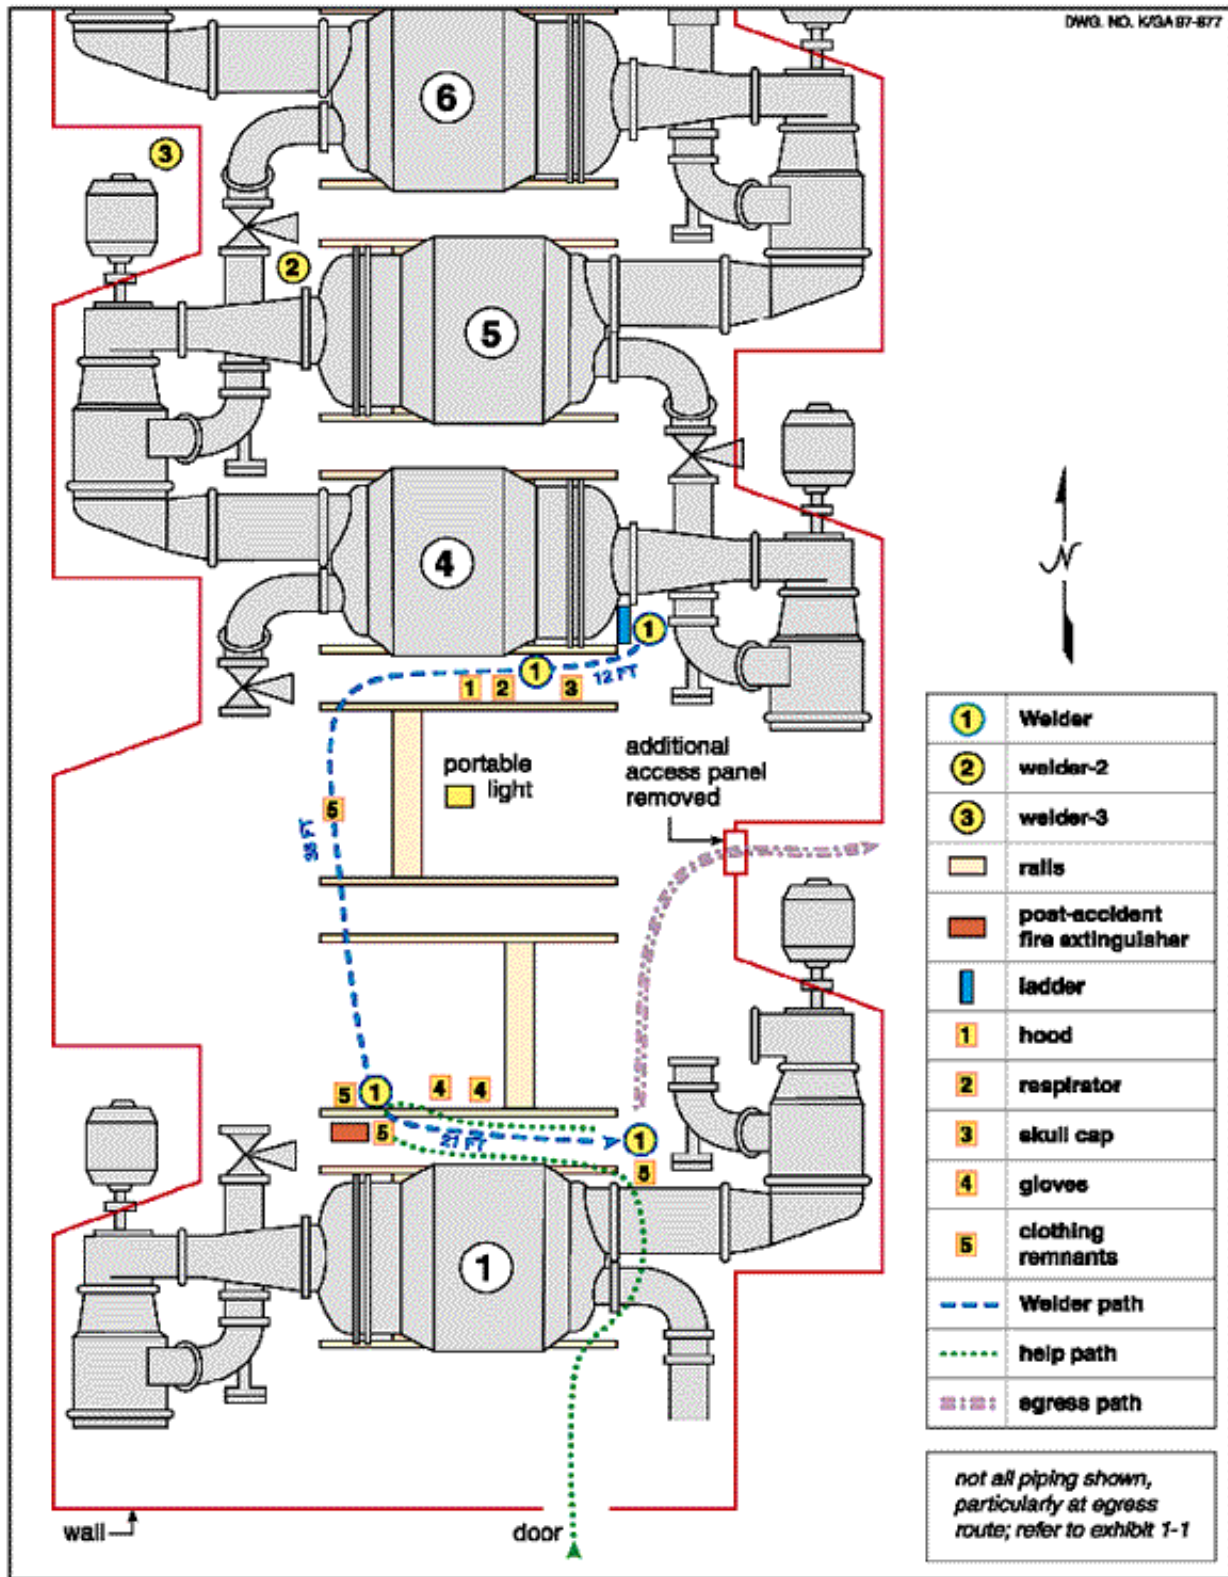 DWG. NO. K/GA 97-877
6
3
2
5
4
1
1
12 FT
1
2
3
portable
light
additional
access panel
removed
5
38 FT
N
5
1
4
4
5
21 FT
1
5
1
wall
door
1 Welder
2 welder-2
3 welder-3
rails
post-accident
fire extinguisher
ladder
1 hood
2 respirator
3 skull cap
4 gloves
5 clothing
remnants
Welder path
help path
egress path
not all piping shown,
particularly at egress
route; refer to exhibit 1-1